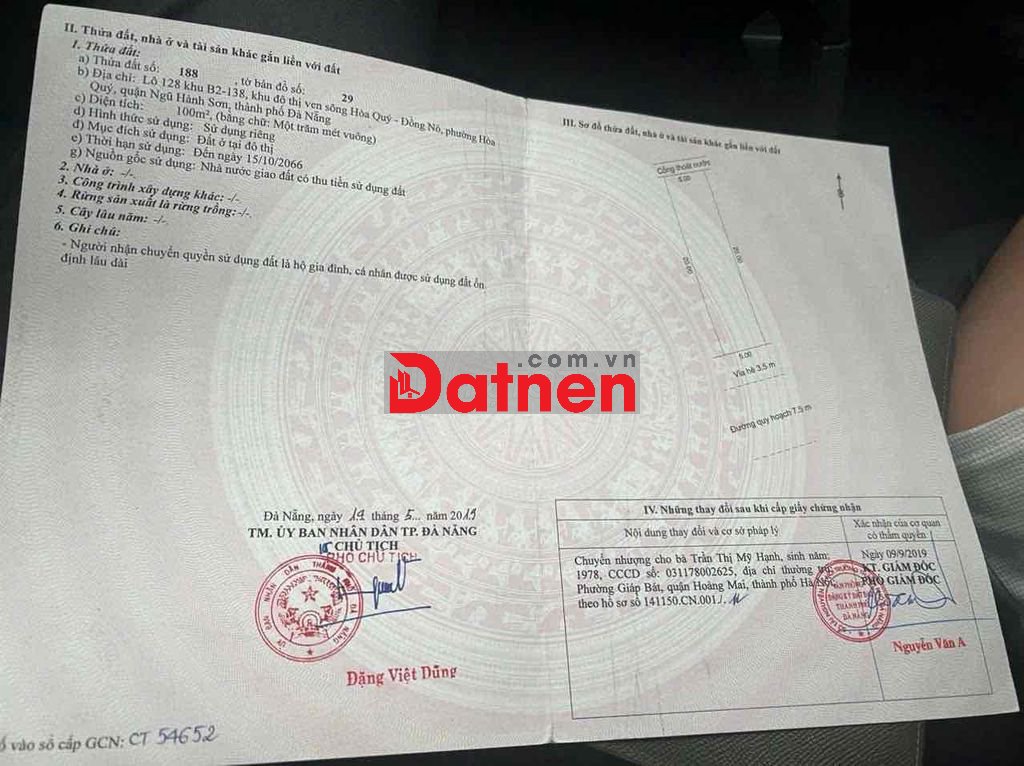 II. Thửa đất, nhà ở và tài sản khác gắn liền với đất
1. Thửa đất:
a) Thửa đất số: 188 , tờ bản đồ số: 29
b) Địa chỉ: Lô 128 khu B2-138, khu đô thị ven sông Hòa Quý - Đồng Nò, phường Hòa
Quý, quận Ngũ Hành Sơn, thành phố Đà Nẵng
c) Diện tích: 100m², (bằng chữ: Một trăm mét vuông)
d) Hình thức sử dụng: Sử dụng riêng
đ) Mục đích sử dụng: Đất ở tại đô thị
e) Thời hạn sử dụng: Đến ngày 15/10/2066
g) Nguồn gốc sử dụng: Nhà nước giao đất có thu tiền sử dụng đất
2. Nhà ở: -/-
3. Công trình xây dựng khác: -/-
4. Rừng sản xuất là rừng trồng: -/-.
5. Cây lâu năm: -/-.
6. Ghi chú:
- Người nhận chuyển quyền sử dụng đất là hộ gia đình, cá nhân được sử dụng đất ổn
định lâu dài
Đà Nẵng, ngày 19 tháng 5... năm 2019
TM. ỦY BAN NHÂN DÂN TP. ĐÀ NẴNG
CHỦ TỊCH
PHÓ CHỦ TỊCH
Đặng Việt Dũng
số vào sổ cấp GCN: CT 54652
III. Sơ đồ thửa đất, nhà ở và tài sản khác gắn liền với đất
Cống thoát nước
5.00
20.00
20.00
5.00
Vỉa hè 3,5 m
Đường quy hoạch 7.5 m
IV. Những thay đổi sau khi cấp giấy chứng nhận
Nội dung thay đổi và cơ sở pháp lý
Xác nhận của cơ quan
có thẩm quyền
Chuyển nhượng cho bà Trần Thị Mỹ Hạnh, sinh năm:
1978, CCCD số: 031178002625, địa chỉ thường trú:
Phường Giáp Bát, quận Hoàng Mai, thành phố Hà Nội;
theo hồ sơ số 141150.CN.001./.
Ngày 09/9/2019
KT. GIÁM ĐỐC
PHÓ GIÁM ĐỐC
Nguyễn Văn A
Datnen
.com.vn